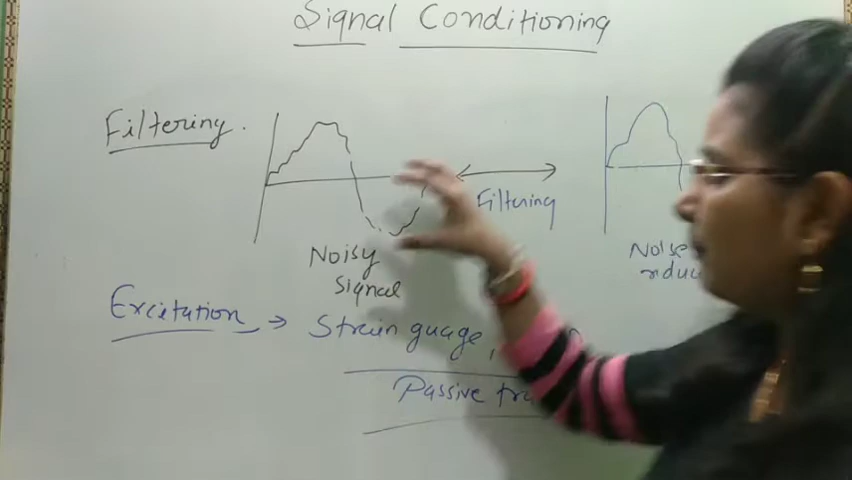 Signal Conditioning
Filtering.
Filtering
Noisy
Signal
Noise
Excitation → Strain guage,
Passive